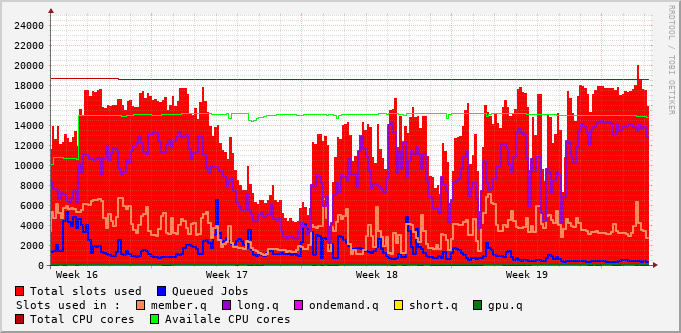 RRDTOOL / TOBI OETIKER
24000
22000
20000
18000
16000
14000
12000
10000
8000
6000
4000
2000
0
Week 16 Week 17 Week 18 Week 19
Total slots used Queued Jobs
Slots used in : member.q long.q ondemand.q short.q gpu.q
Total CPU cores Availale CPU cores